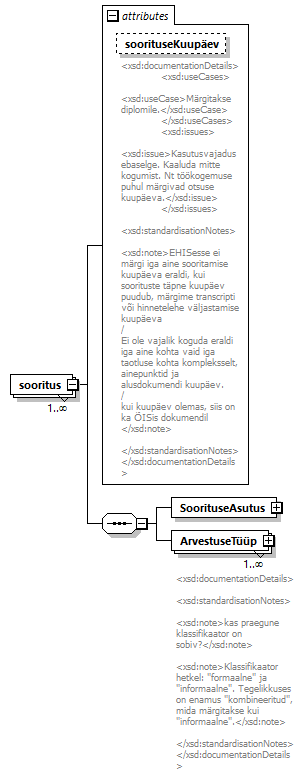 attributes
soorituseKuupäev
<xsd:documentationDetails>
<xsd:useCases>
<xsd:useCase>Märgitakse
diplomile.</xsd:useCase>
</xsd:useCases>
<xsd:issues>
<xsd:issue>Kasutusvajadus
ebaselge. Kaaluda mitte
kogumist. Nt töökogemuse
puhul märgivad otsuse
kuupäeva.</xsd:issue>
</xsd:issues>
<xsd:standardisationNotes>
<xsd:note>EHISesse ei
märgi iga aine sooritamise
kuupäeva eraldi, kui
soorituste täpne kuupäev
puudub, märgime transcripti
või hinnetelehe väljastamise
kuupäeva
/
Ei ole vajalik koguda eraldi
iga aine kohta vaid iga
taotluse kohta kompleksselt,
ainepunktid ja
alusdokumendi kuupäev.
/
kui kuupäev olemas, siis on
ka ÖISis dokumendil
</xsd:note>
</xsd:standardisationNotes>
</xsd:documentationDetails
>
sooritus
1..∞
SoorituseAsutus
ArvestuseTüüp
1..∞
<xsd:documentationDetails>
<xsd:standardisationNotes>
<xsd:note>kas praegune
klassifikaator on
sobiv?</xsd:note>
<xsd:note>Klassifikaator
hetkel: "formaalne" ja
"informaalne". Tegelikkuses
on enamus "kombineeritud",
mida märgitakse kui
"informaalne".</xsd:note>
</xsd:standardisationNotes>
</xsd:documentationDetails
>